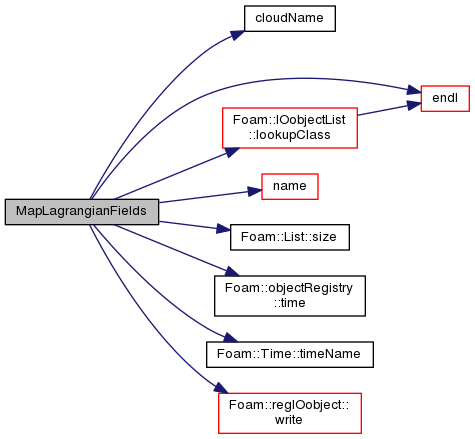 cloudName
endl
Foam::IOobjectList
::lookupClass
name
MapLagrangianFields
Foam::List::size
Foam::objectRegistry
::time
Foam::Time::timeName
Foam::regIOobject::
write